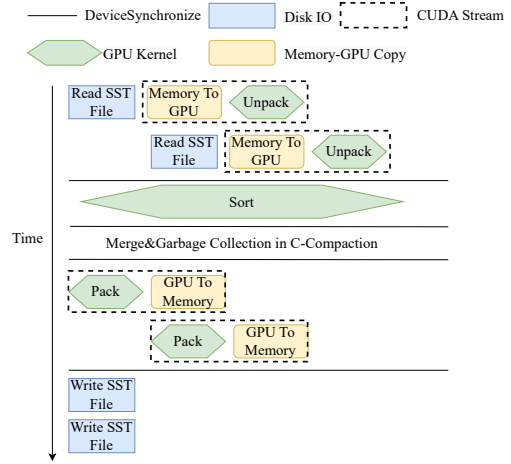 DeviceSynchronize
Disk IO
CUDA Stream
GPU Kernel
Memory-GPU Copy
Read SST
File
Memory To
GPU
Unpack
Read SST
File
Memory To
GPU
Unpack
Sort
Time
Merge&Garbage Collection in C-Compaction
Pack
GPU To
Memory
Pack
GPU To
Memory
Write SST
File
Write SST
File